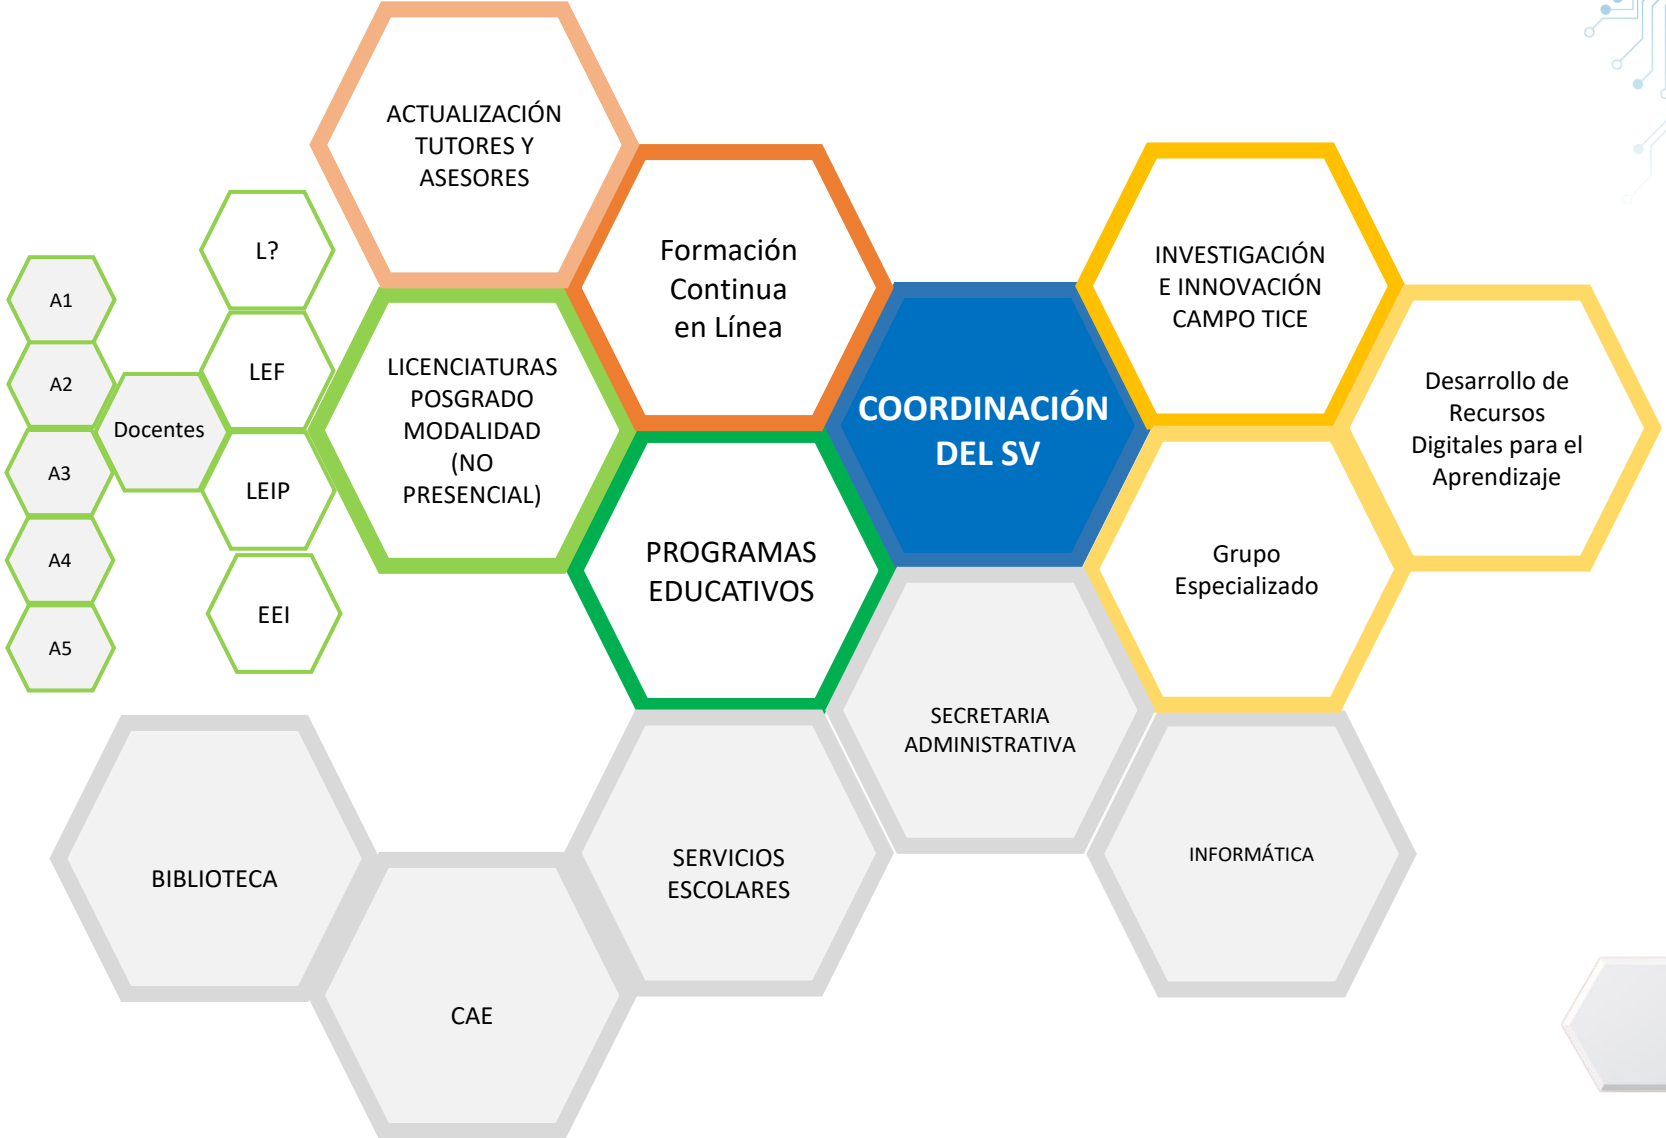 ACTUALIZACIÓN
TUTORES Y
ASESORES
Formación
Continua
en Línea
INVESTIGACIÓN
E INNOVACIÓN
CAMPO TICE
L?
LEF
LEIP
EEI
A1
A2
A3
A4
A5
Docentes
LICENCIATURAS
POSGRADO
MODALIDAD
(NO
PRESENCIAL)
COORDINACIÓN
DEL SV
Desarrollo de
Recursos
Digitales para el
Aprendizaje
PROGRAMAS
EDUCATIVOS
Grupo
Especializado
SECRETARIA
ADMINISTRATIVA
BIBLIOTECA
CAE
SERVICIOS
ESCOLARES
INFORMÁTICA